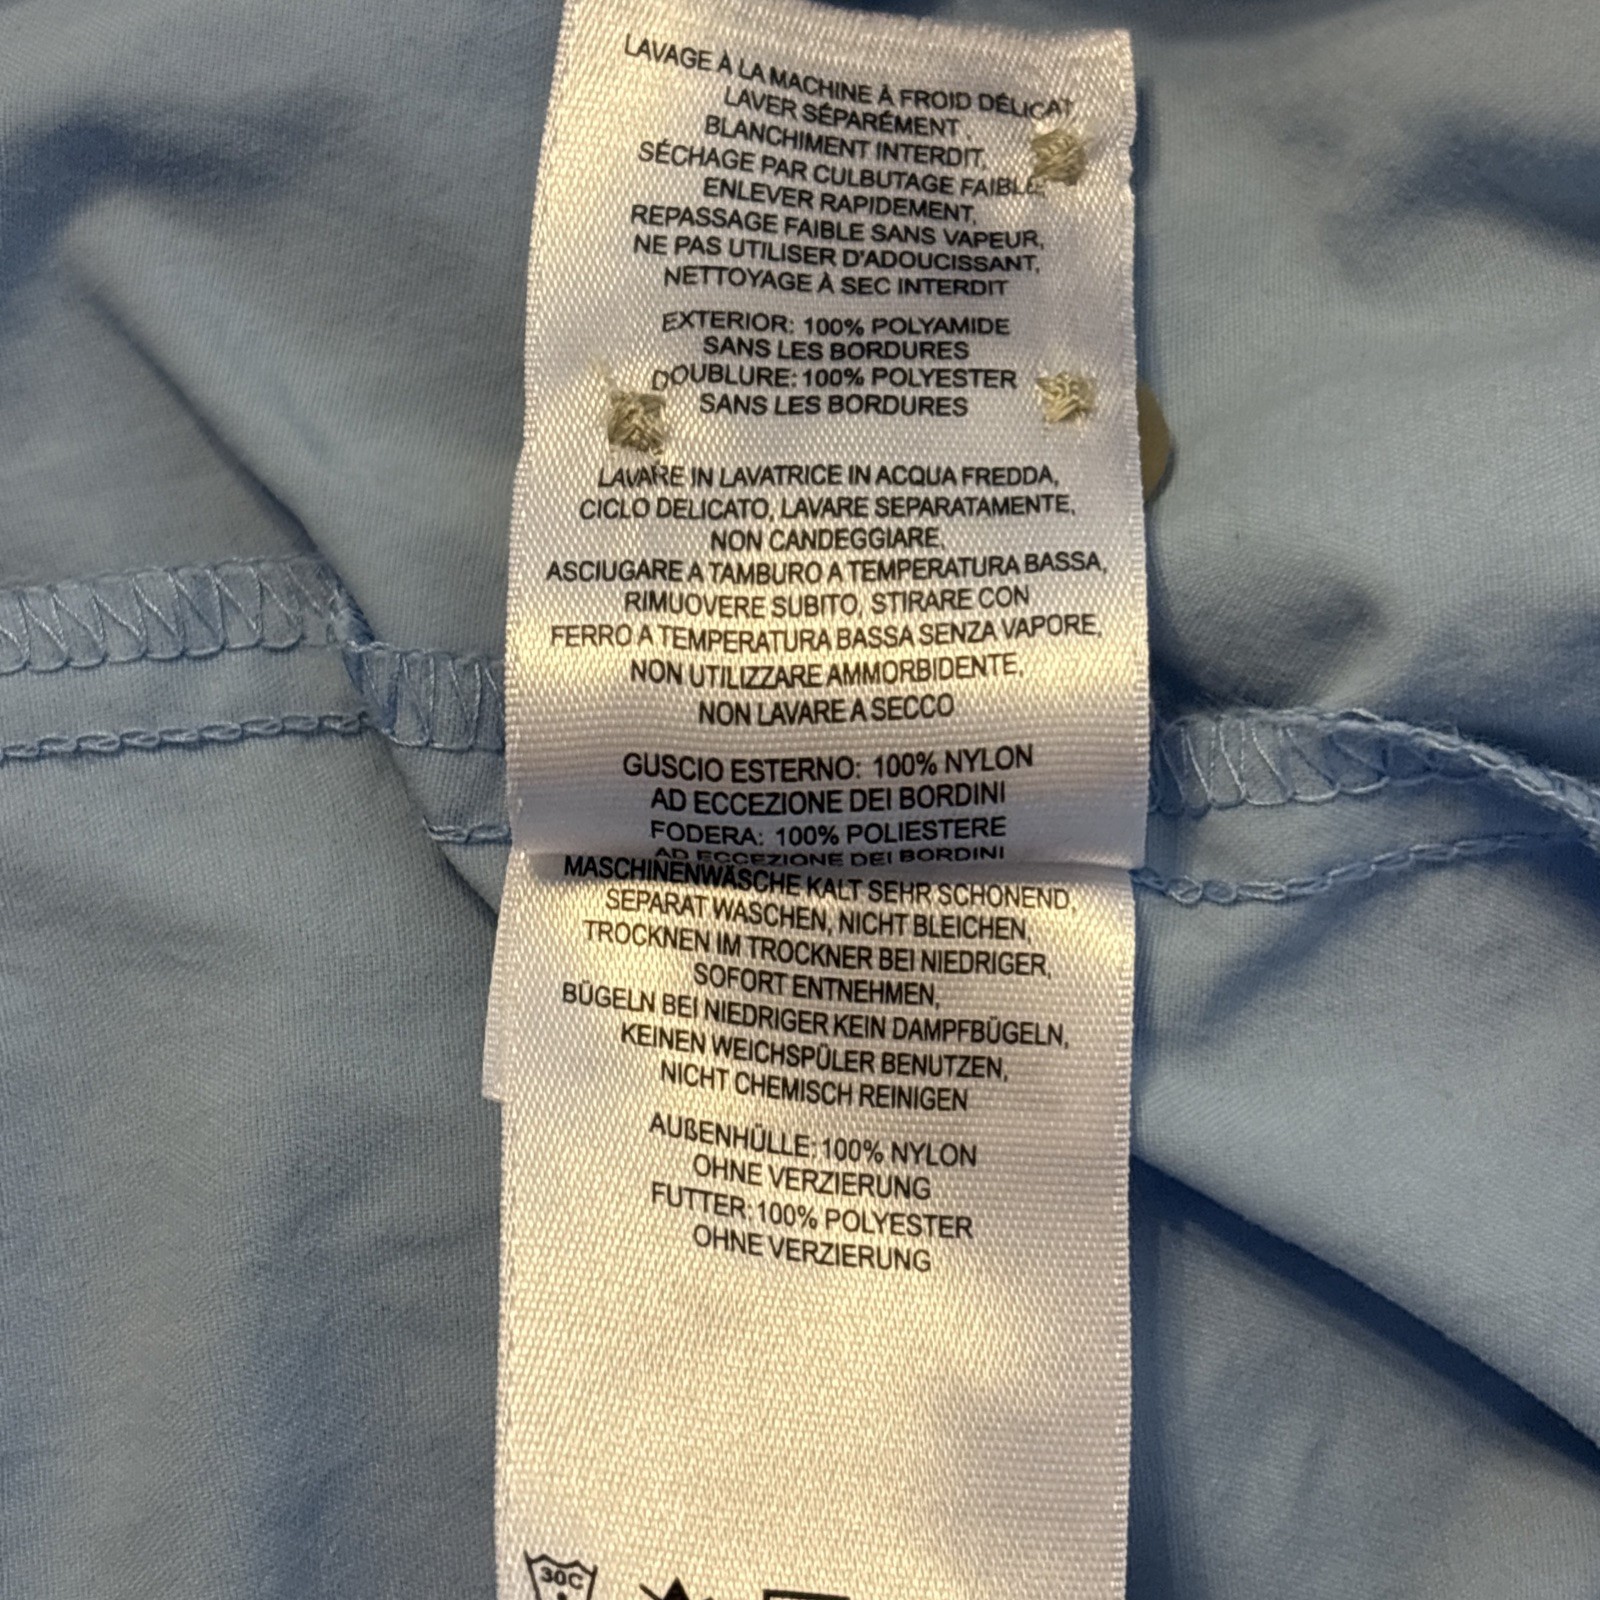 LAVAGE À LA MACHINE À FROID DÉLICAT
LAVER SÉPARÉMENT.
BLANCHIMENT INTERDIT,
SÉCHAGE PAR CULBUTAGE FAIBLE
ENLEVER RAPIDEMENT,
REPASSAGE FAIBLE SANS VAPEUR,
NE PAS UTILISER D'ADOUCISSANT,
NETTOYAGE À SEC INTERDIT
EXTERIOR: 100% POLYAMIDE
SANS LES BORDURES
DOUBLURE: 100% POLYESTER
SANS LES BORDURES
LAVARE IN LAVATRICE IN ACQUA FREDDA,
CICLO DELICATO, LAVARE SEPARATAMENTE,
NON CANDEGGIARE,
ASCIUGARE A TAMBURO A TEMPERATURA BASSA,
RIMUOVERE SUBITO, STIRARE CON
FERRO A TEMPERATURA BASSA SENZA VAPORE,
NON UTILIZZARE AMMORBIDENTE,
NON LAVARE A SECCO
GUSCIO ESTERNO: 100% NYLON
AD ECCEZIONE DEI BORDINI
FODERA: 100% POLIESTERE
AD ECCEZIONE DEI BORDINI
MASCHINENWÄSCHE KALT SEHR SCHONEND,
SEPARAT WASCHEN, NICHT BLEICHEN,
TROCKNEN IM TROCKNER BEI NIEDRIGER,
SOFORT ENTNEHMEN,
BÜGELN BEI NIEDRIGER KEIN DAMPFBÜGELN,
KEINEN WEICHSPÜLER BENUTZEN,
NICHT CHEMISCH REINIGEN
AUßENHÜLLE: 100% NYLON
OHNE VERZIERUNG
FUTTER: 100% POLYESTER
OHNE VERZIERUNG
30C